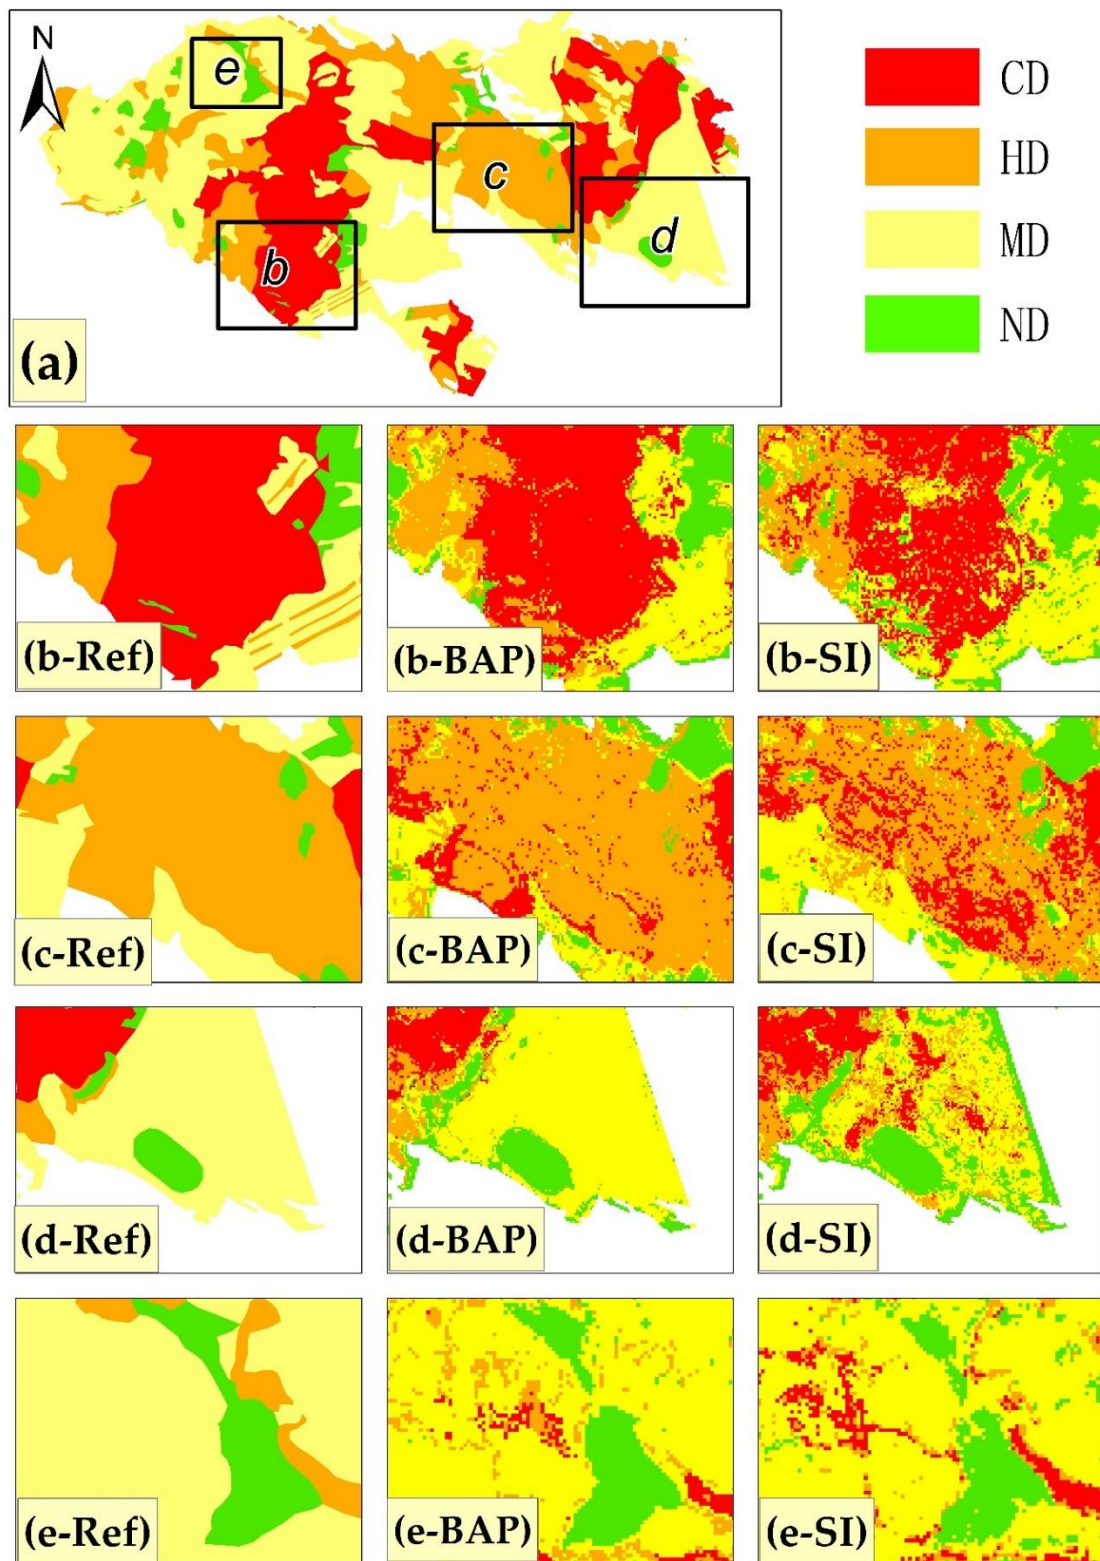 N
e
c
d
b
(a)
CD
HD
MD
ND
(b-Ref)
(b-BAP)
(b-SI)
(c-Ref)
(c-BAP)
(c-SI)
(d-Ref)
(d-BAP)
(d-SI)
(e-Ref)
(e-BAP)
(e-SI)